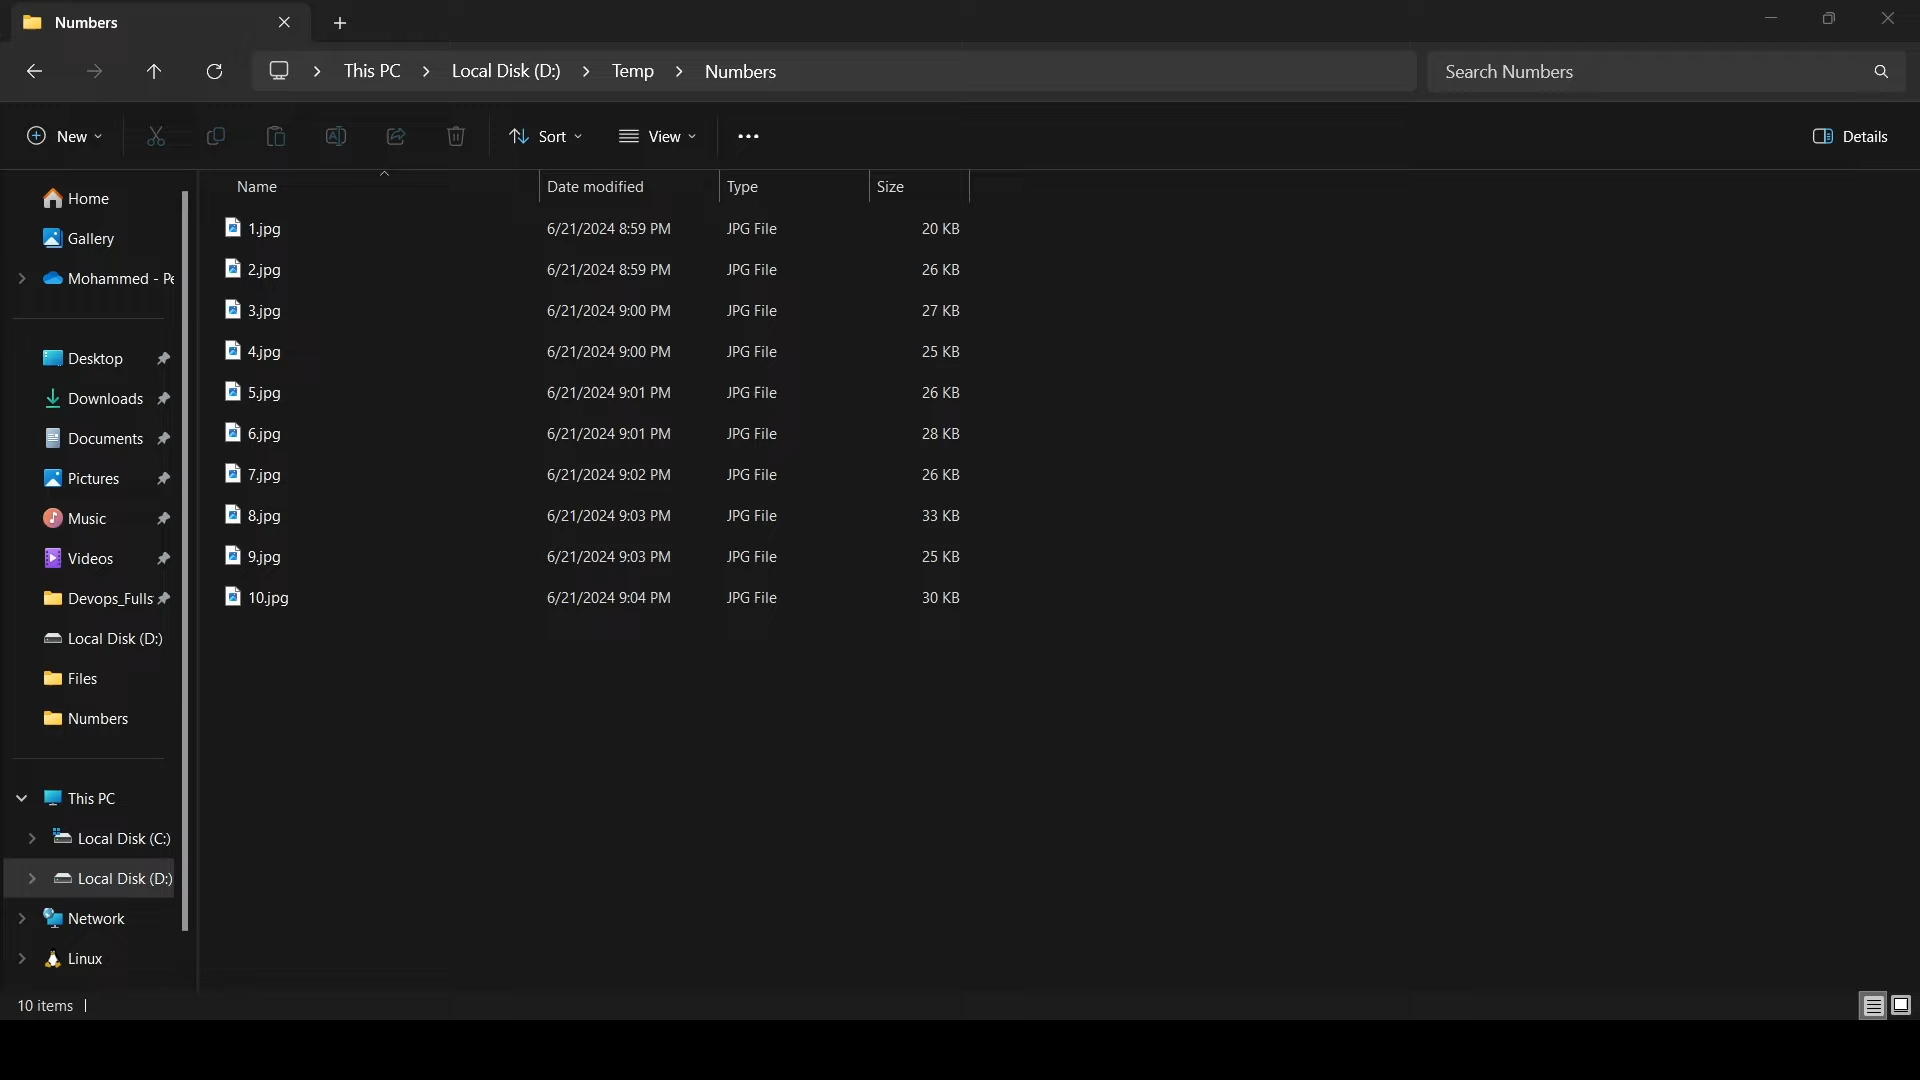 Numbers
This PC Local Disk (D:) Temp Numbers
Search Numbers
New Sort View Details
Name Date modified Type Size
Home
Gallery
Mohammed - Pe
Desktop
Downloads
Documents
Pictures
Music
Videos
Devops_Fulls
Local Disk (D:)
Files
Numbers
This PC
Local Disk (C:)
Local Disk (D:)
Network
Linux
1.jpg 6/21/2024 8:59 PM JPG File 20 KB
2.jpg 6/21/2024 8:59 PM JPG File 26 KB
3.jpg 6/21/2024 9:00 PM JPG File 27 KB
4.jpg 6/21/2024 9:00 PM JPG File 25 KB
5.jpg 6/21/2024 9:01 PM JPG File 26 KB
6.jpg 6/21/2024 9:01 PM JPG File 28 KB
7.jpg 6/21/2024 9:02 PM JPG File 26 KB
8.jpg 6/21/2024 9:03 PM JPG File 33 KB
9.jpg 6/21/2024 9:03 PM JPG File 25 KB
10.jpg 6/21/2024 9:04 PM JPG File 30 KB
10 items